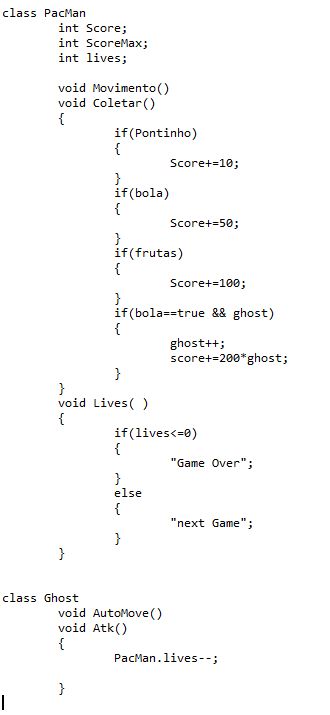 class PacMan
int Score;
int ScoreMax;
int lives;
void Movimento()
void Coletar()
{
if(Pontinho)
{
Score+=10;
}
if(bola)
{
Score+=50;
}
if(frutas)
{
Score+=100;
}
if(bola==true && ghost)
{
ghost++;
score+=200*ghost;
}
}
void Lives( )
{
if(lives<=0)
{
"Game Over";
}
else
{
"next Game";
}
}
class Ghost
void AutoMove()
void Atk()
{
PacMan.lives--;
}